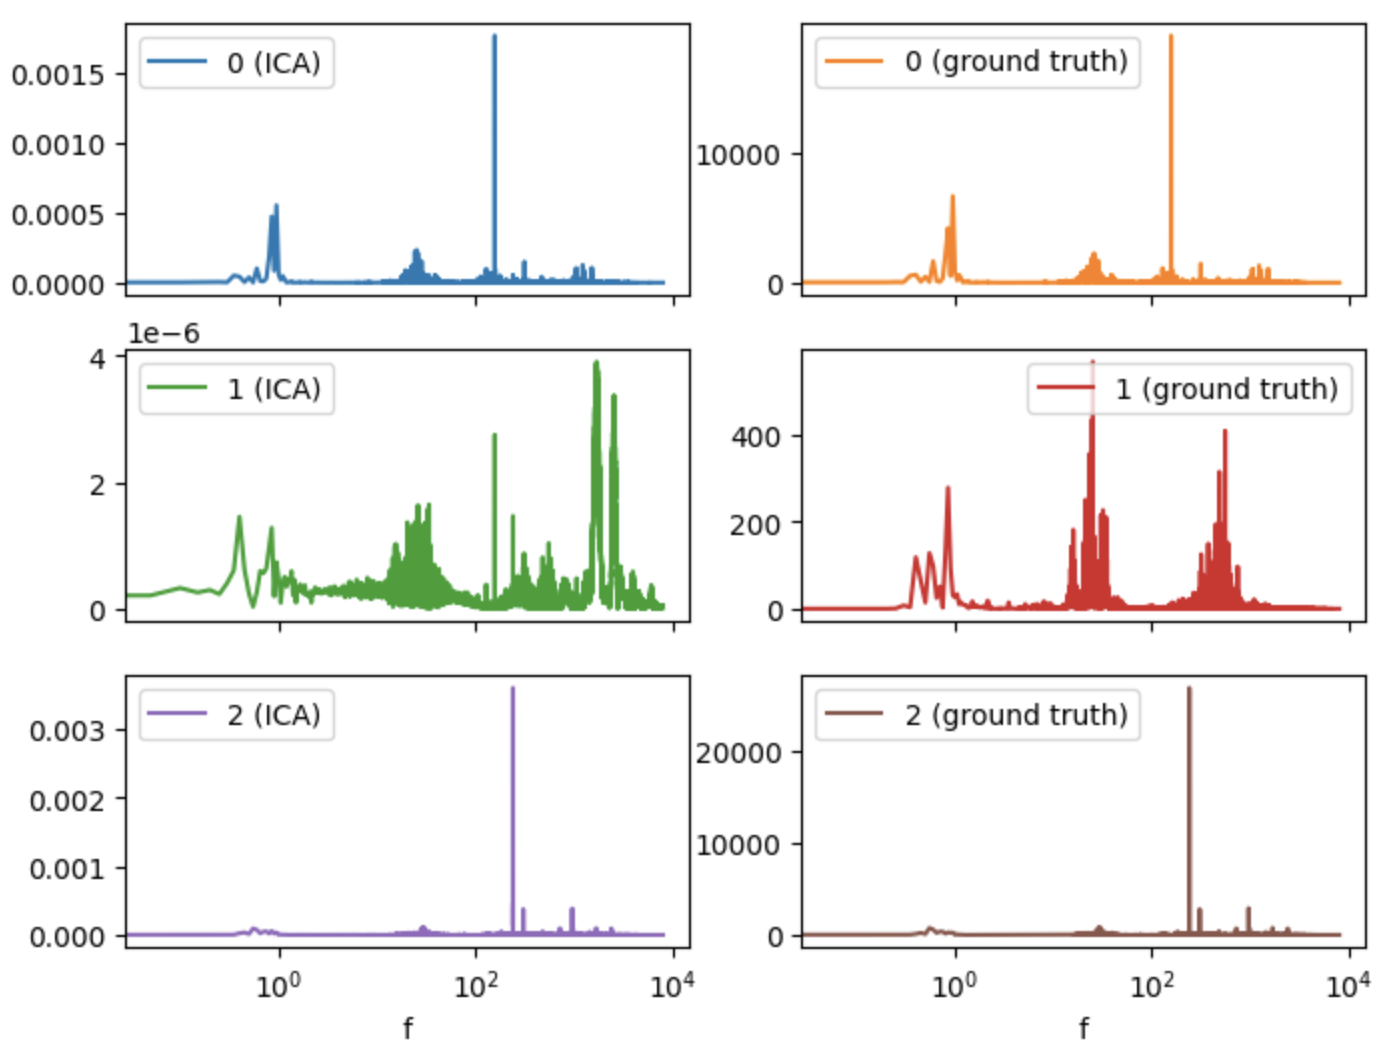 0 (ICA)
0.0015
0.0010
0.0005
0.0000
0 (ground truth)
10000
0
1e−6
1 (ICA)
4
2
0
1 (ground truth)
400
200
0
2 (ICA)
0.003
0.002
0.001
0.000
10⁰
10²
10⁴
f
2 (ground truth)
20000
10000
0
10⁰
10²
10⁴
f